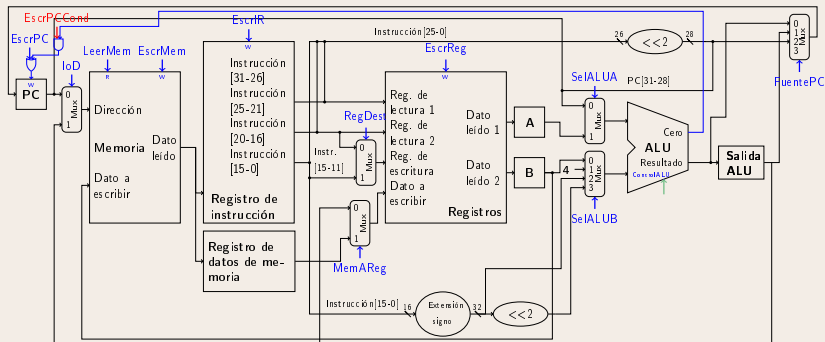 EscrPCCond
EscrPC
LeerMem
EscrMem
IoD
EscrIR
Instrucción[25-0]
26
<<2
28
EscrReg
SelALUA
PC[31-28]
0
1
2
3
Mux
FuentePC
W
PC
0
Mux
1
R
W
Dirección
Memoria
Dato
leído
Dato a
escribir
W
Instrucción
[31-26]
Instrucción
[25-21]
Instrucción
[20-16]
Instrucción
[15-0]
Registro de
instrucción
Registro de
datos de me-
moria
RegDest
Instr.
[15-11]
0
Mux
1
0
Mux
1
MemAReg
W
Reg. de
lectura 1
Reg. de
lectura 2
Reg. de
escritura
Dato a
escribir
Dato
leído 1
Dato
leído 2
Registros
A
B
4
0
Mux
1
0
1
2
3
Mux
SelALUB
Cero
ALU
Resultado
ControlALU
Salida
ALU
Instrucción[15-0]
16
Extensión
signo
32
<<2